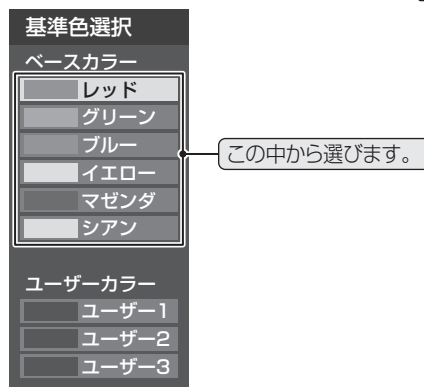 基準色選択
ベースカラー
レッド
グリーン
ブルー
イエロー
マゼンダ
シアン
この中から選びます。
ユーザーカラー
ユーザー1
ユーザー2
ユーザー3